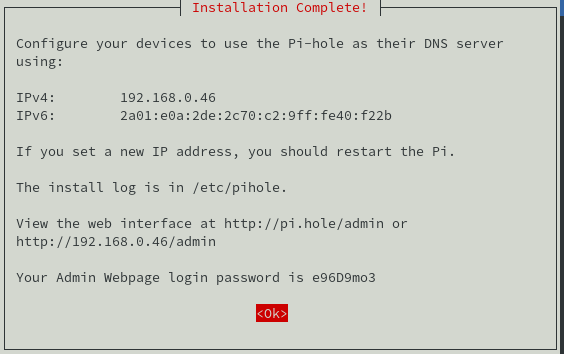 Installation Complete!
Configure your devices to use the Pi-hole as their DNS server
using:
IPv4: 192.168.0.46
IPv6: 2a01:e0a:2de:2c70:c2:9ff:fe40:f22b
If you set a new IP address, you should restart the Pi.
The install log is in /etc/pihole.
View the web interface at http://pi.hole/admin or
http://192.168.0.46/admin
Your Admin Webpage login password is e96D9mo3
<Ok>